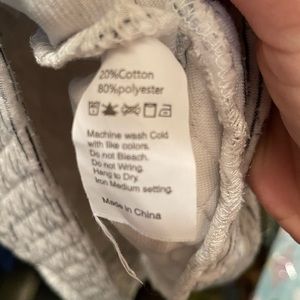 20%Cotton
80%polyester
Machine wash Cold
with like colors.
Do not Bleach.
Do not Wring.
Hang to Dry.
Iron Medium setting.
Made in China